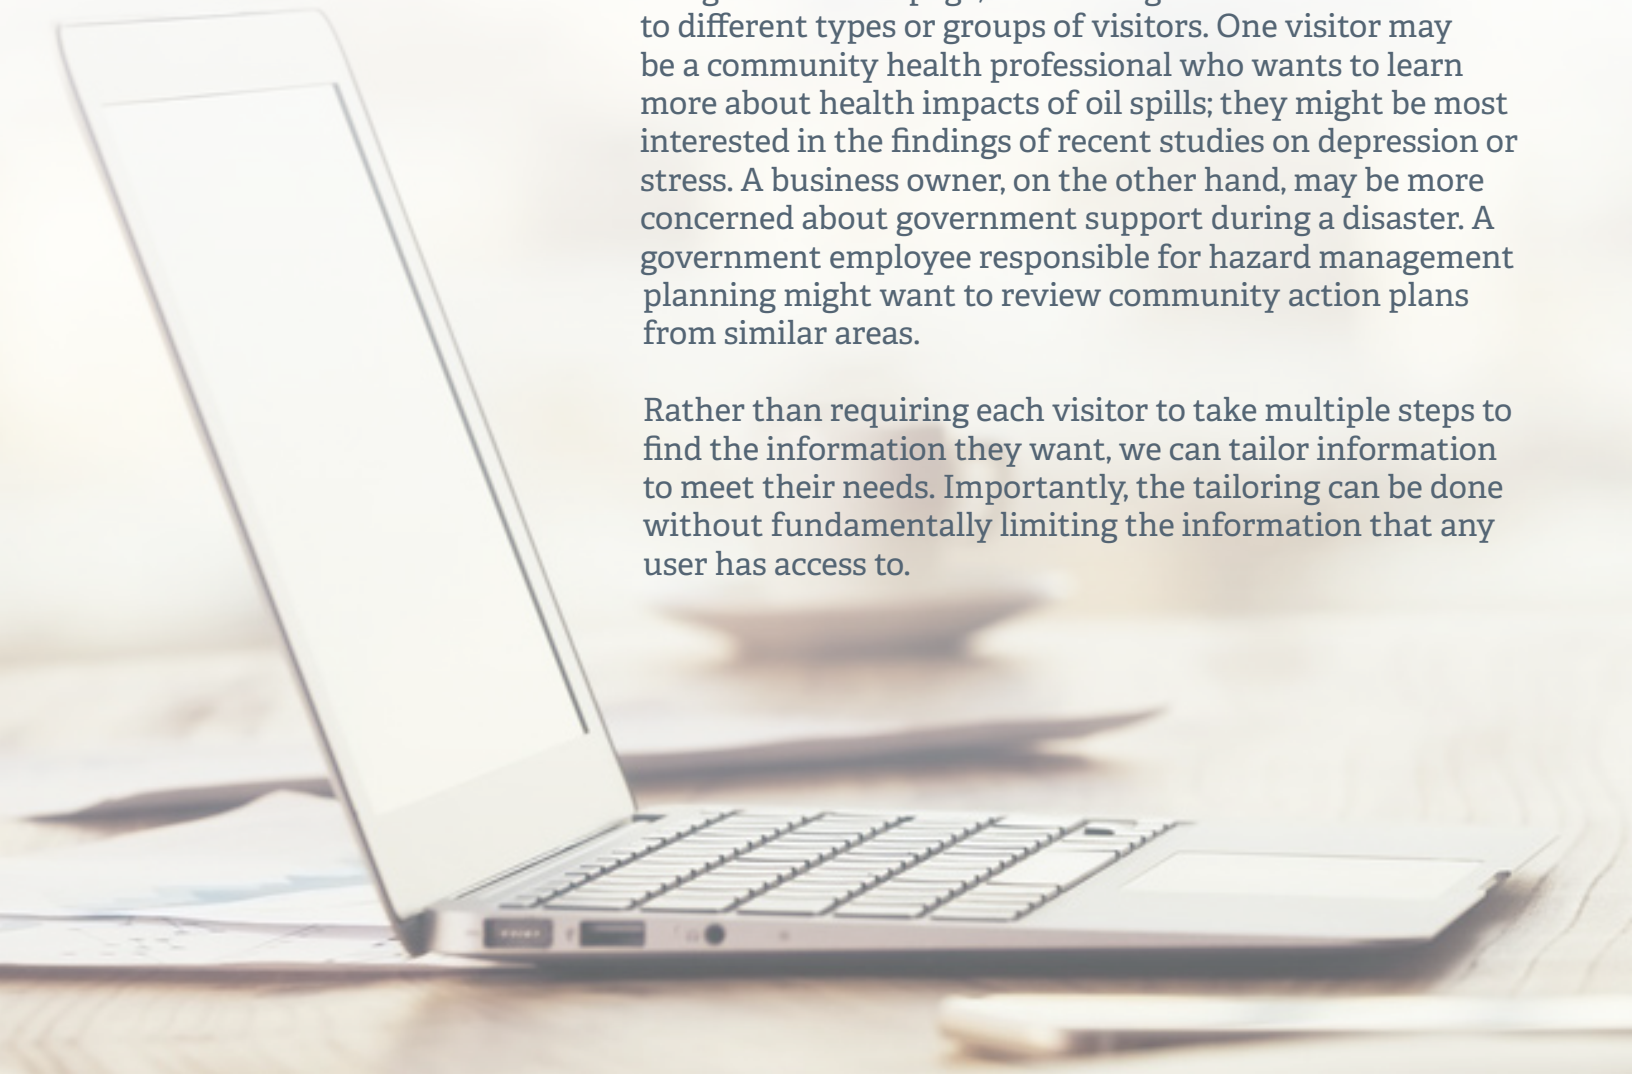 to different types or groups of visitors. One visitor may
be a community health professional who wants to learn
more about health impacts of oil spills; they might be most
interested in the findings of recent studies on depression or
stress. A business owner, on the other hand, may be more
concerned about government support during a disaster. A
government employee responsible for hazard management
planning might want to review community action plans
from similar areas.
Rather than requiring each visitor to take multiple steps to
find the information they want, we can tailor information
to meet their needs. Importantly, the tailoring can be done
without fundamentally limiting the information that any
user has access to.